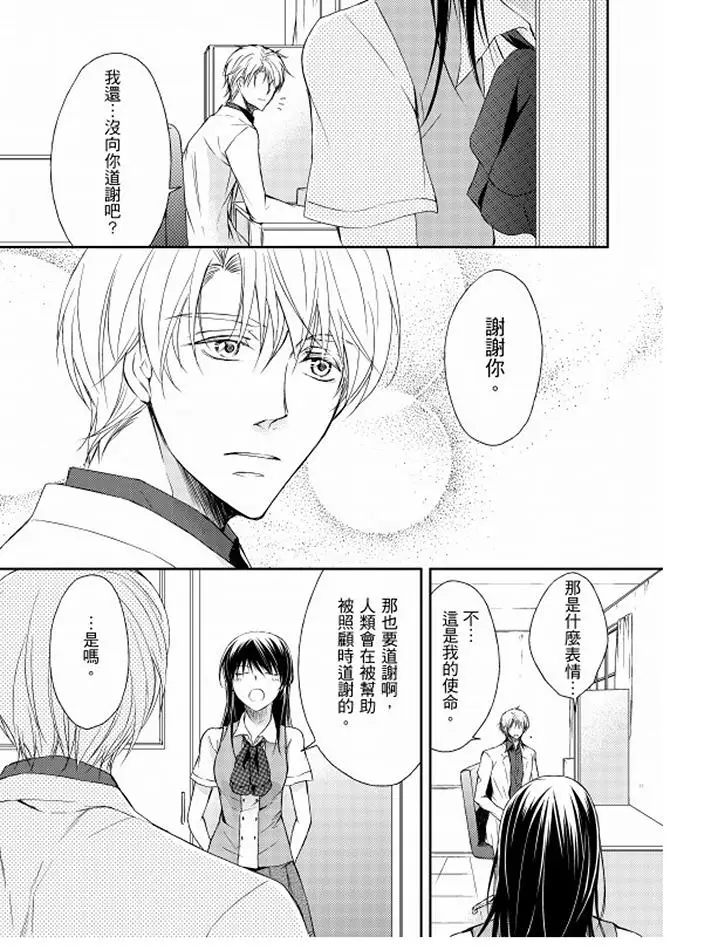 我還…沒向你道謝吧？
謝謝你。
那是什麼表情…
不…
這是我的使命。
那也要道謝啊，
人類會在被幫助
被照顧時道謝的。
…是嗎。